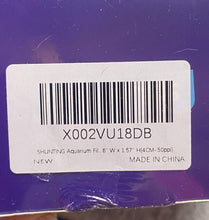 X002VU18DB
SHUNTING Aquarium Fil. 8" W x 1.57" H(4CM- 50ppi)
NEW
MADE IN CHINA